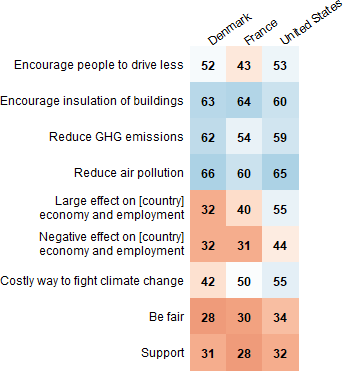 Denmark France United States
Encourage people to drive less 52 43 53
Encourage insulation of buildings 63 64 60
Reduce GHG emissions 62 54 59
Reduce air pollution 66 60 65
Large effect on [country]
economy and employment 32 40 55
Negative effect on [country]
economy and employment 32 31 44
Costly way to fight climate change 42 50 55
Be fair 28 30 34
Support 31 28 32